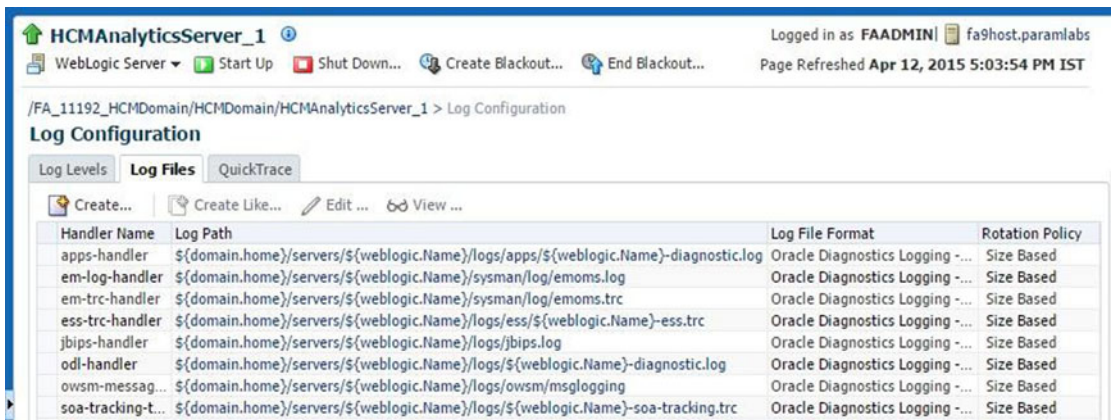 HCMAnalyticsServer_1
Logged in as FAADMIN| fa9host.paramlabs
WebLogic Server Start Up Shut Down... Create Blackout... End Blackout...
Page Refreshed Apr 12, 2015 5:03:54 PM IST
/FA_11192_HCMDomain/HCMDomain/HCMAnalyticsServer_1 > Log Configuration
Log Configuration
Log Levels Log Files QuickTrace
Create... Create Like... Edit ... View ...
Handler Name Log Path Log File Format Rotation Policy
apps-handler ${domain.home}/servers/${weblogic.Name}/logs/apps/${weblogic.Name}-diagnostic.log Oracle Diagnostics Logging -... Size Based
em-log-handler ${domain.home}/servers/${weblogic.Name}/sysman/log/emoms.log Oracle Diagnostics Logging -... Size Based
em-trc-handler ${domain.home}/servers/${weblogic.Name}/sysman/log/emoms.trc Oracle Diagnostics Logging -... Size Based
ess-trc-handler ${domain.home}/servers/${weblogic.Name}/logs/ess/${weblogic.Name}-ess.trc Oracle Diagnostics Logging -... Size Based
jbips-handler ${domain.home}/servers/${weblogic.Name}/logs/jbips.log Oracle Diagnostics Logging -... Size Based
odl-handler ${domain.home}/servers/${weblogic.Name}/logs/${weblogic.Name}-diagnostic.log Oracle Diagnostics Logging -... Size Based
owsm-messag... ${domain.home}/servers/${weblogic.Name}/logs/owsm/msglogging Oracle Diagnostics Logging -... Size Based
soa-tracking-t... ${domain.home}/servers/${weblogic.Name}/logs/${weblogic.Name}-soa-tracking.trc Oracle Diagnostics Logging -... Size Based